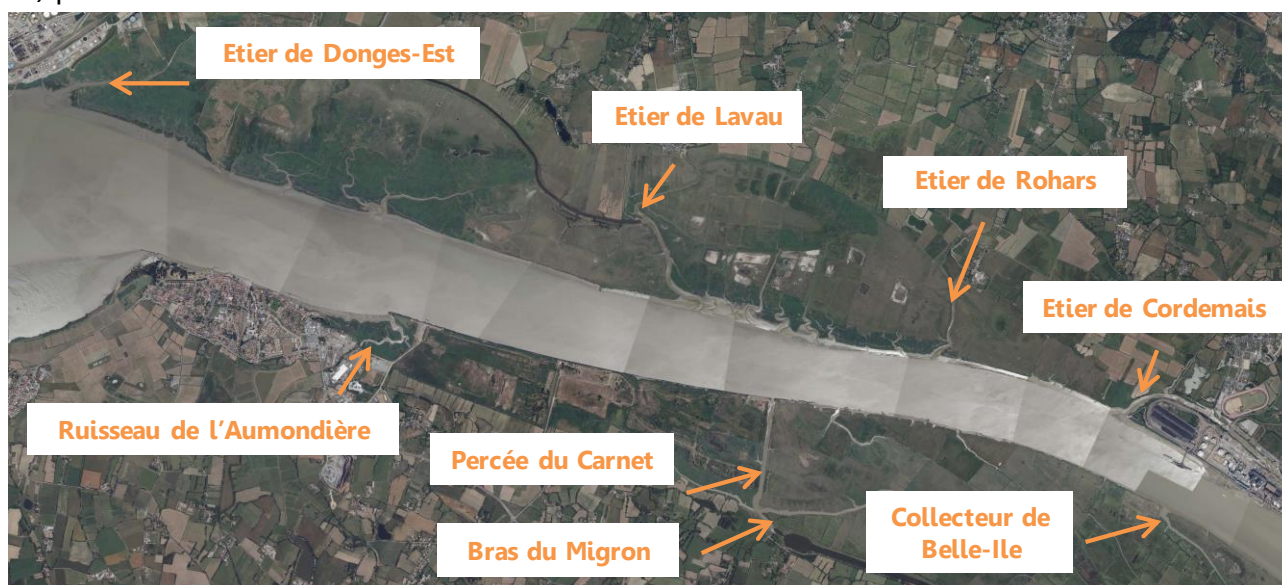 Etier de Donges-Est
Etier de Lavau
Etier de Rohars
Etier de Cordemais
Ruisseau de l'Aumondière
Percée du Carnet
Bras du Migron
Collecteur de
Belle-Ile